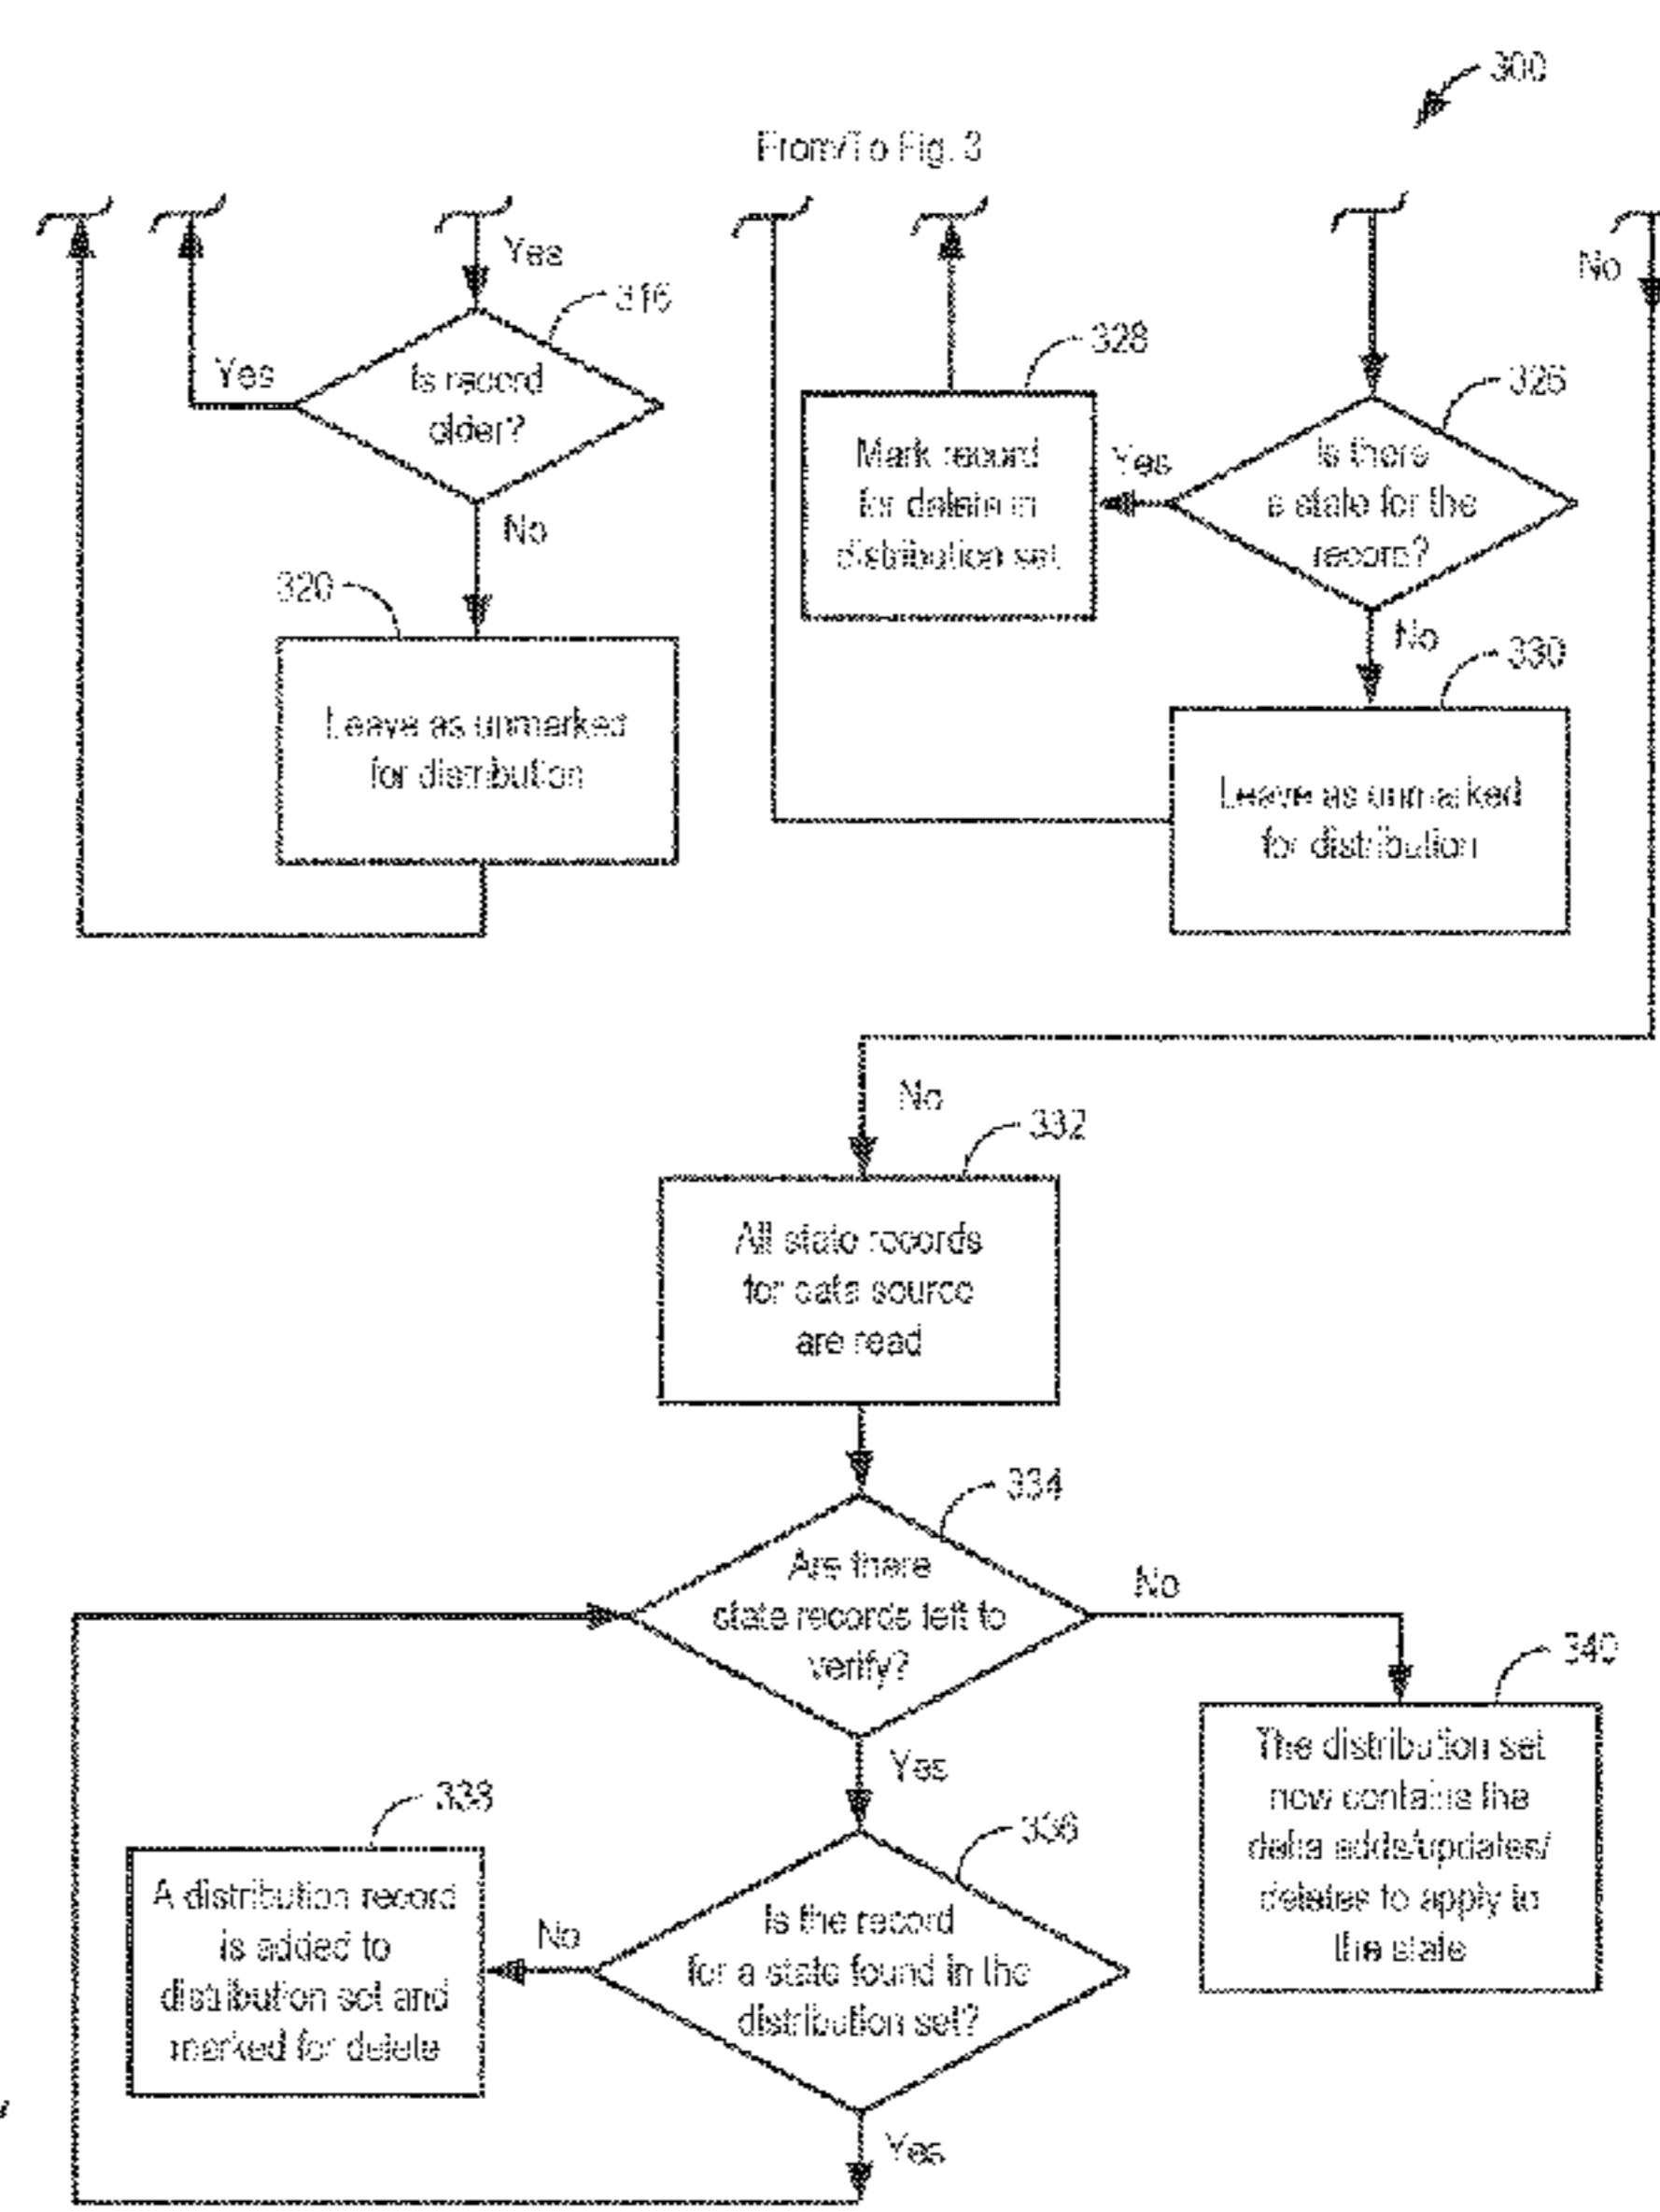 300
From/To Fig. 3
Yes
No
316
328
Yes
Is record
older?
326
Mark record
for delete in
distribution set
Yes
Is there
a state for the
record?
No
320
No
330
Leave as unmarked
for distribution
Leave as unmarked
for distribution
No
332
All state records
for data source
are read
334
Are there
state records left to
verify?
No
340
The distribution set
now contains the
delta adds/updates/
deletes to apply to
the state
Yes
338
336
A distribution record
is added to
distribution set and
marked for delete
No
Is the record
for a state found in the
distribution set?
Yes